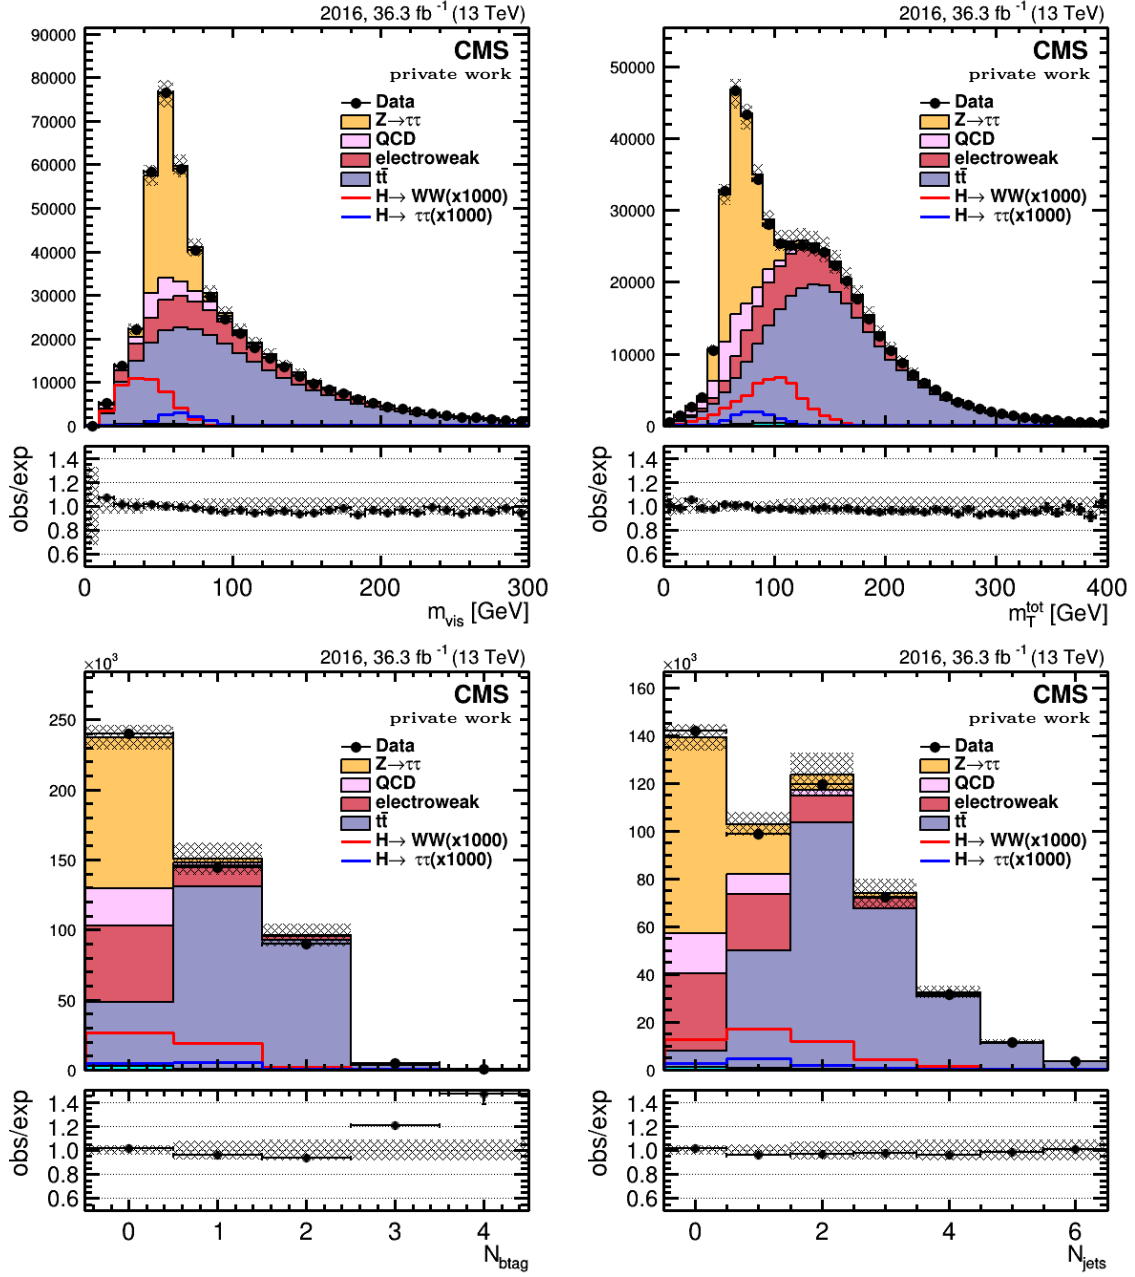 2016, 36.3 fb⁻¹ (13 TeV)
CMS
private work
Data
Z→ττ
QCD
electroweak
tt̄
H→ WW(x1000)
H→ ττ(x1000)
90000
80000
70000
60000
50000
40000
30000
20000
10000
0
obs/exp
1.4
1.2
1.0
0.8
0.6
0
100
200
300
m_vis [GeV]
2016, 36.3 fb⁻¹ (13 TeV)
CMS
private work
Data
Z→ττ
QCD
electroweak
tt̄
H→ WW(x1000)
H→ ττ(x1000)
50000
40000
30000
20000
10000
0
obs/exp
1.4
1.2
1.0
0.8
0.6
0
100
200
300
400
m_T^tot [GeV]
×10³
2016, 36.3 fb⁻¹ (13 TeV)
CMS
private work
Data
Z→ττ
QCD
electroweak
tt̄
H→ WW(x1000)
H→ ττ(x1000)
250
200
150
100
50
0
obs/exp
1.4
1.2
1.0
0.8
0.6
0
1
2
3
4
N_btag
×10³
2016, 36.3 fb⁻¹ (13 TeV)
CMS
private work
Data
Z→ττ
QCD
electroweak
tt̄
H→ WW(x1000)
H→ ττ(x1000)
160
140
120
100
80
60
40
20
0
obs/exp
1.4
1.2
1.0
0.8
0.6
0
2
4
6
N_jets